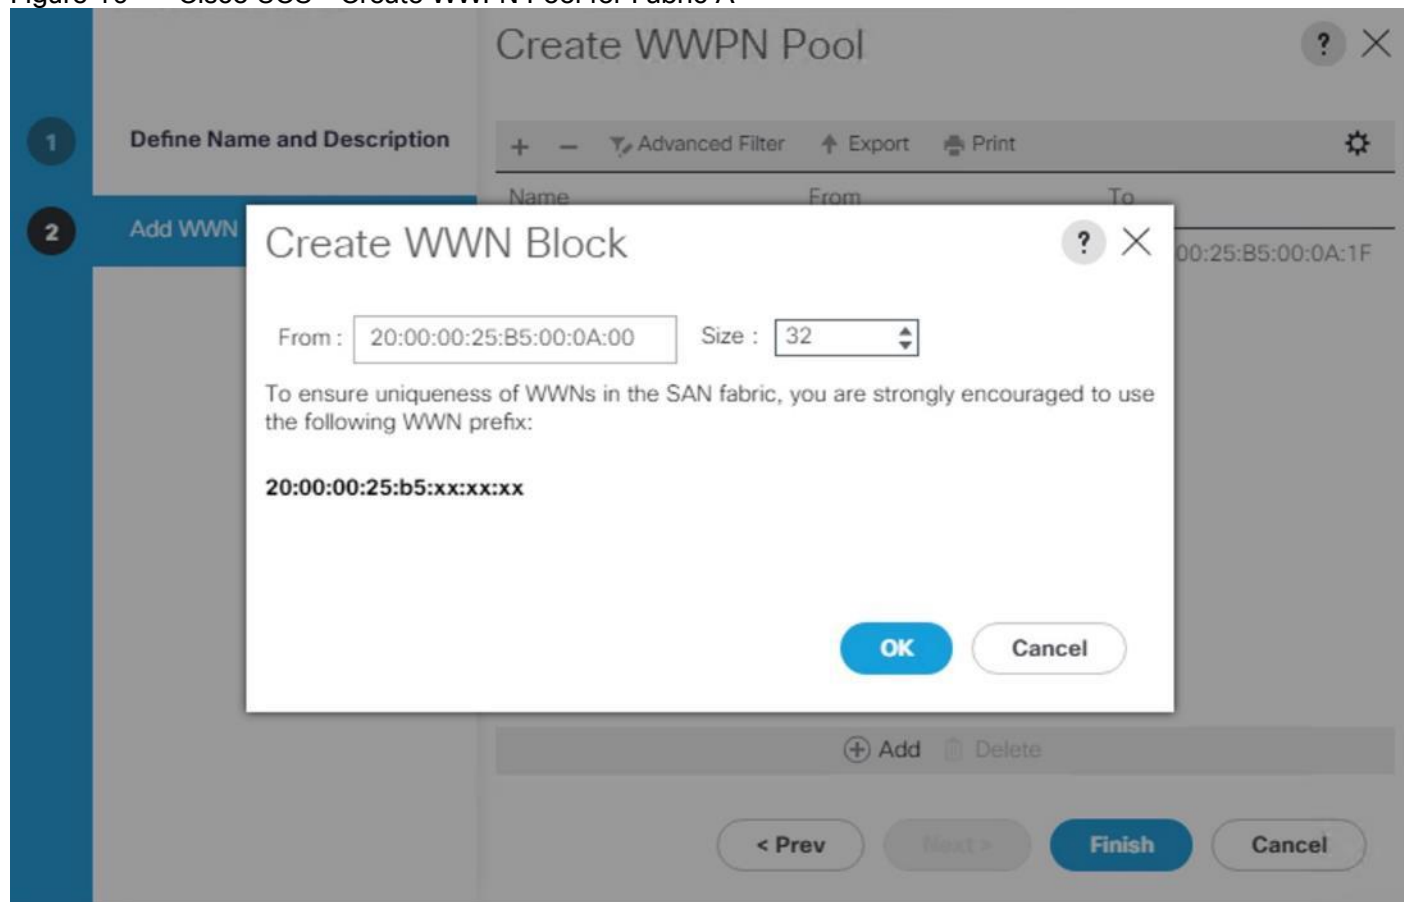 Create WWPN Pool
?
1
Define Name and Description
+ − Advanced Filter Export Print
Name From To
2
Add WWN
00:25:B5:00:0A:1F
Create WWN Block
?
From : 20:00:00:25:B5:00:0A:00 Size : 32
To ensure uniqueness of WWNs in the SAN fabric, you are strongly encouraged to use
the following WWN prefix:
20:00:00:25:b5:xx:xx:xx
OK Cancel
Add Delete
< Prev Next > Finish Cancel